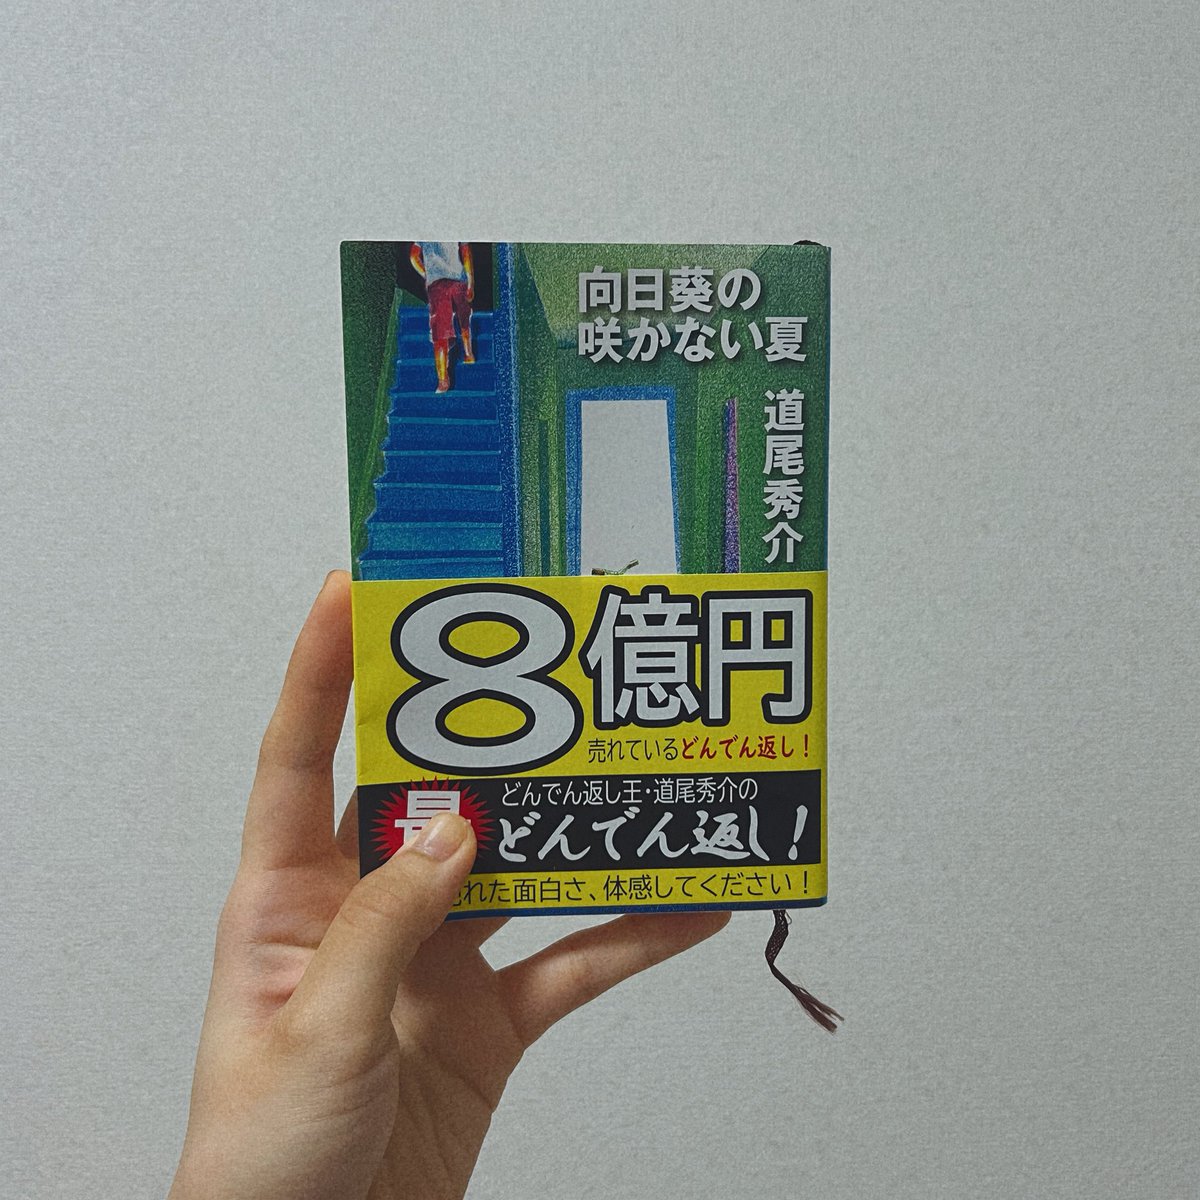 向日葵の
咲かない夏
道尾秀介
8億円
売れているどんでん返し！
どんでん返し王・道尾秀介の
どんでん返し！
れた面白さ、体感してください！